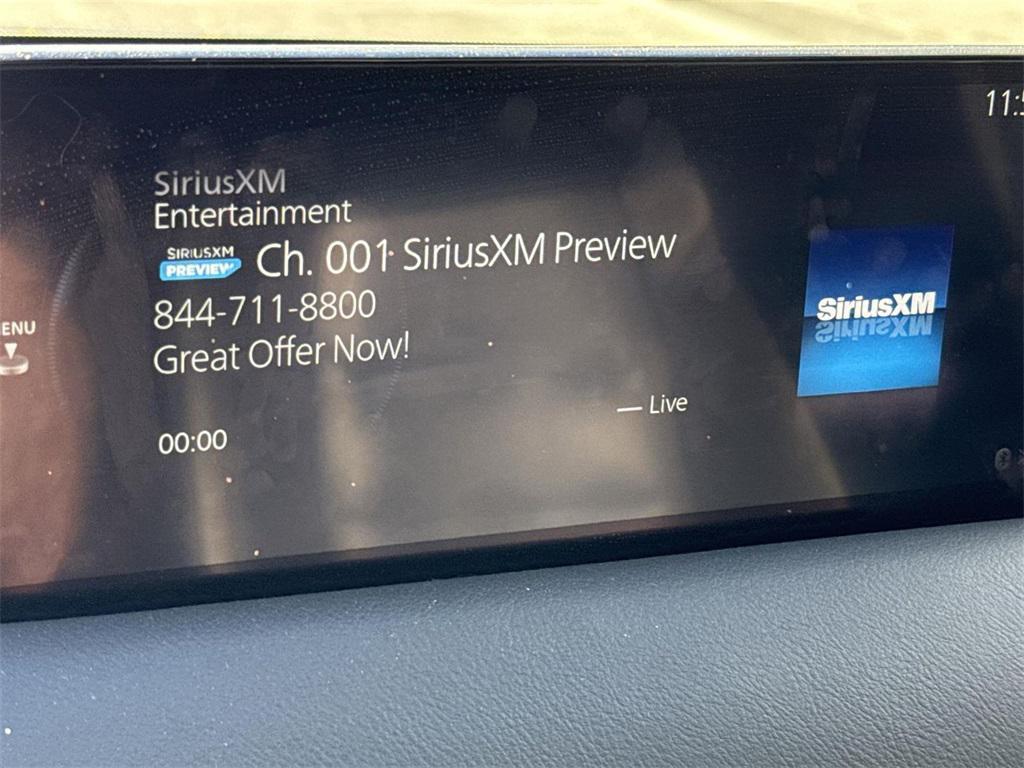 11:5
SiriusXM
Entertainment
SIRIUSXM
PREVIEW
Ch. 001 SiriusXM Preview
844-711-8800
Great Offer Now!
ENU
SiriusXM
Live
00:00